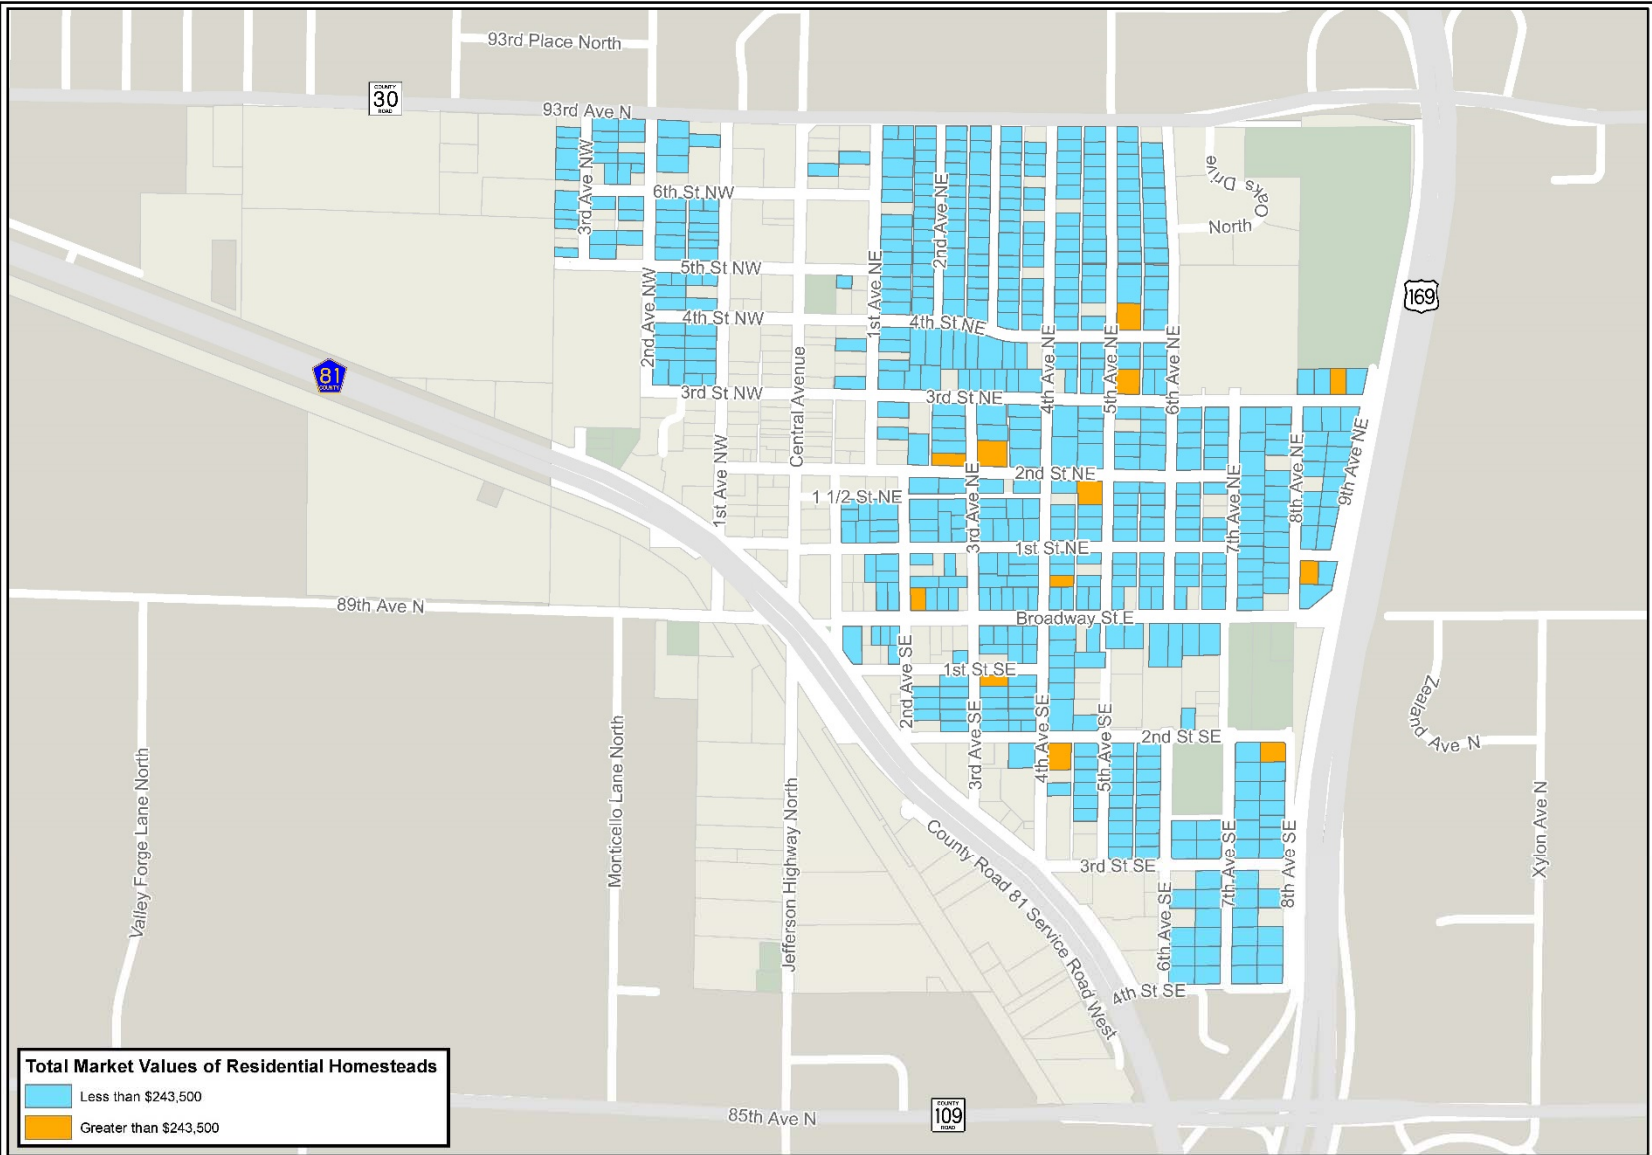 93rd Place North
COUNTY
30
ROAD
93rd Ave N
3rd Ave NW
6th St NW
2nd Ave NE
Oaks Drive
North
5th St NW
2nd Ave NW
1st Ave NE
169
4th St NW
4th St NE
81
COUNTY
Central Avenue
4th Ave NE
5th Ave NE
6th Ave NE
3rd St NW
3rd St NE
1st Ave NW
2nd St NE
3rd Ave NE
7th Ave NE
8th Ave NE
9th Ave NE
1 1/2 St NE
1st St NE
89th Ave N
Broadway St E
2nd Ave SE
1st St SE
3rd Ave SE
4th Ave SE
5th Ave SE
2nd St SE
Zealand Ave N
Valley Forge Lane North
Monticello Lane North
Jefferson Highway North
County Road 81 Service Road West
3rd St SE
6th Ave SE
7th Ave SE
8th Ave SE
Xylon Ave N
4th St SE
Total Market Values of Residential Homesteads
Less than $243,500
Greater than $243,500
85th Ave N
COUNTY
109
ROAD